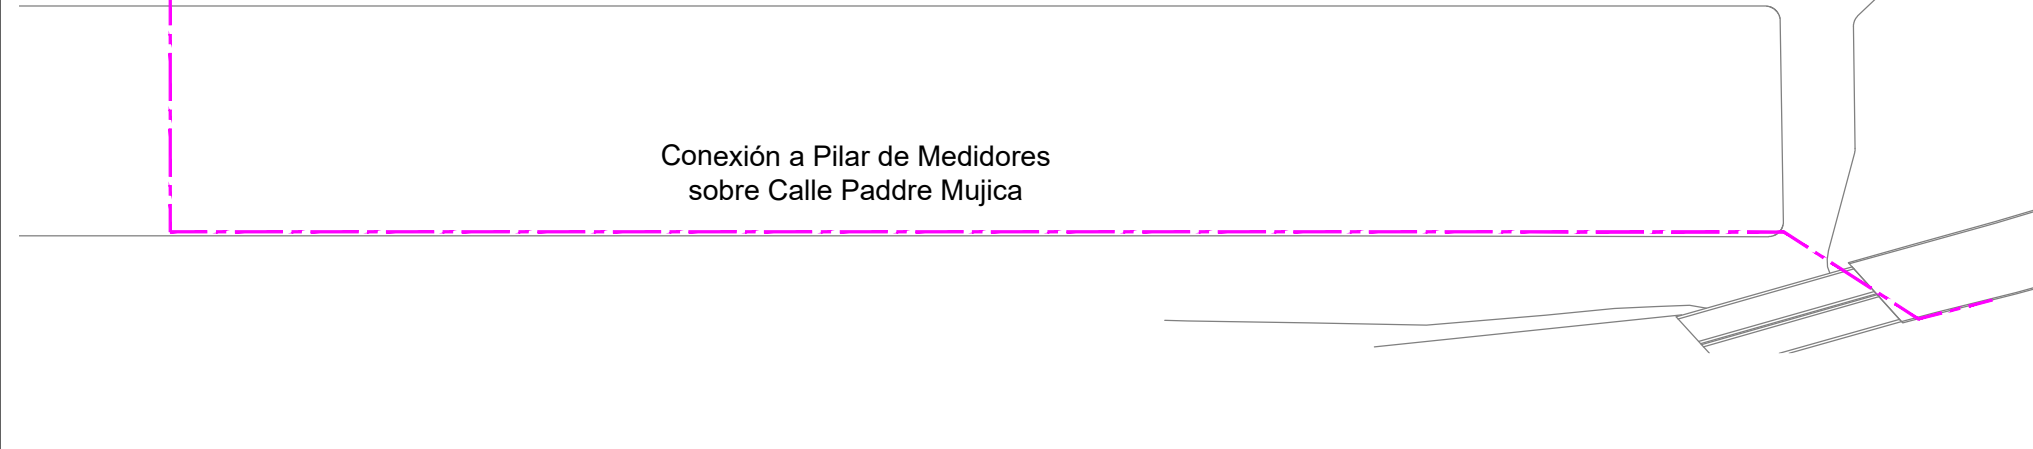 Conexión a Pilar de Medidores
sobre Calle Paddre Mujica